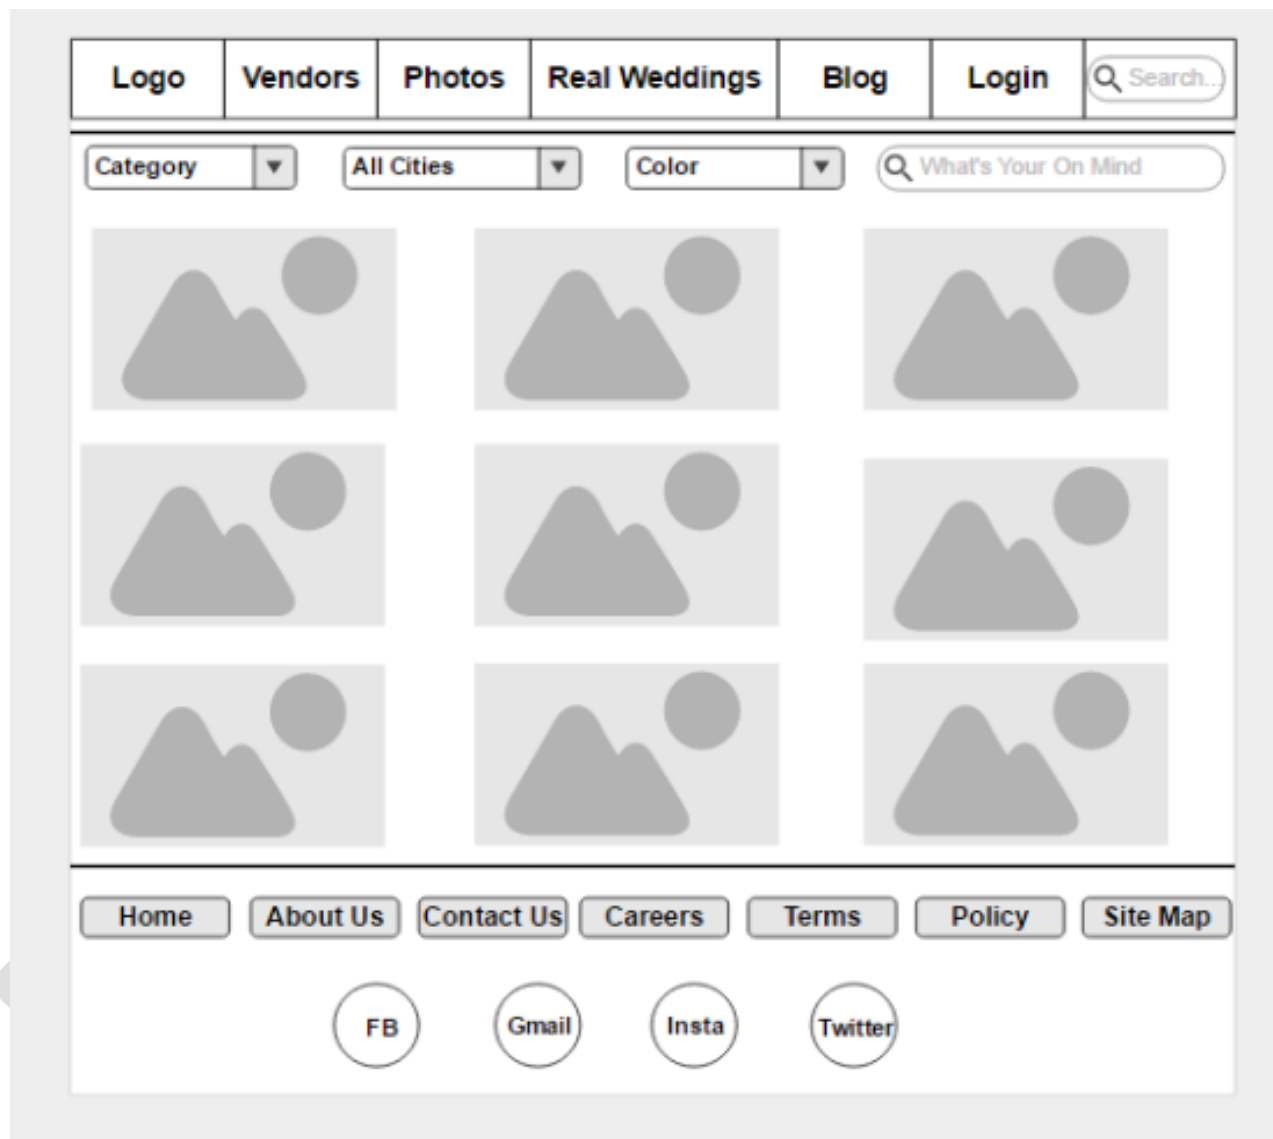 Logo Vendors Photos Real Weddings Blog Login Search...
Category All Cities Color What's Your On Mind
Home About Us Contact Us Careers Terms Policy Site Map
FB Gmail Insta Twitter